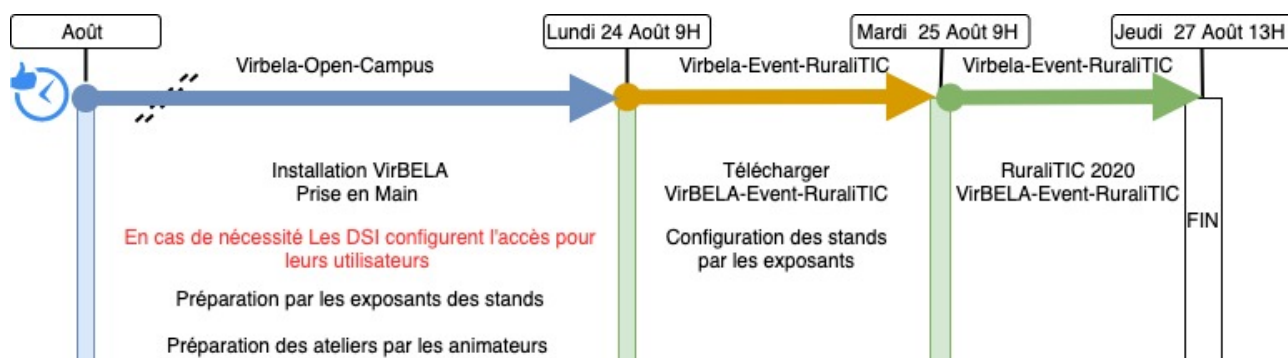 Août
Lundi 24 Août 9H
Mardi 25 Août 9H
Jeudi 27 Août 13H
Virbela-Open-Campus
Virbela-Event-RuraliTIC
Virbela-Event-RuraliTIC
Installation VirBELA
Prise en Main
En cas de nécessité Les DSI configurent l'accès pour
leurs utilisateurs
Préparation par les exposants des stands
Préparation des ateliers par les animateurs
Télécharger
VirBELA-Event-RuraliTIC
Configuration des stands
par les exposants
RuraliTIC 2020
VirBELA-Event-RuraliTIC
FIN